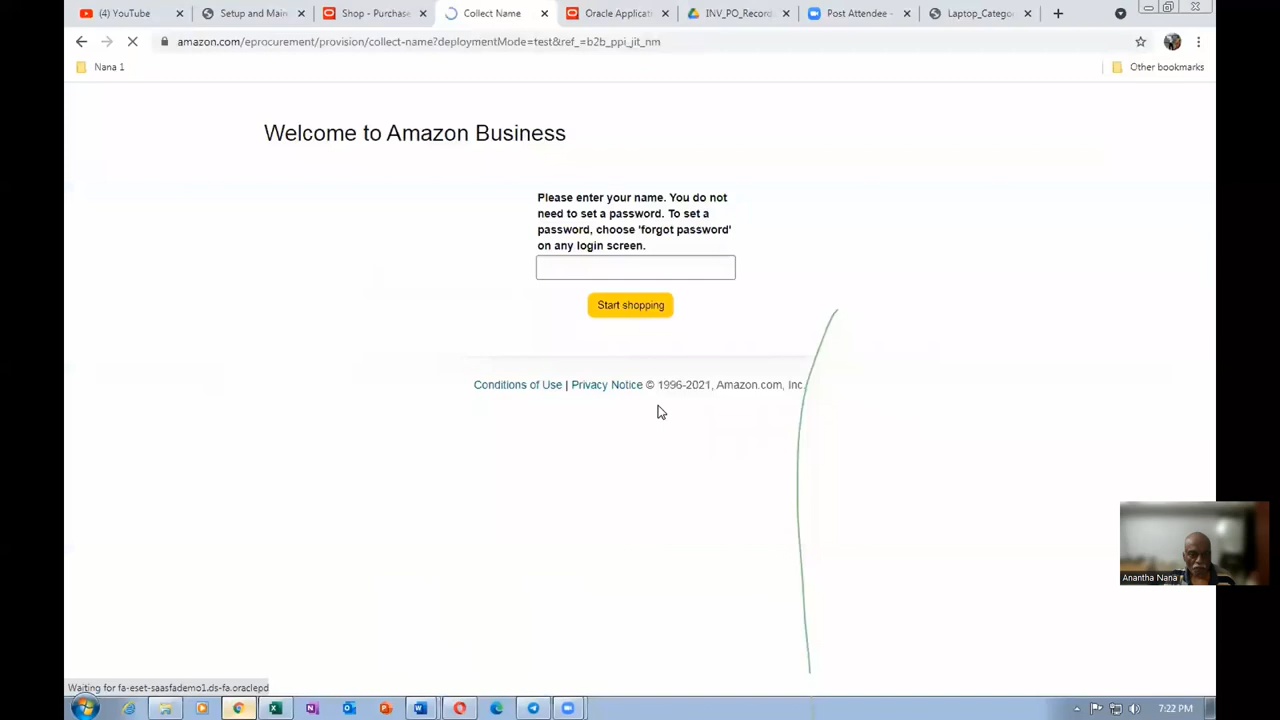 (4) YouTube
Setup and Main
Shop - Purchase
Collect Name
Oracle Applicat
INV_PO_Record
Post Attendee -
Laptop_Catego
amazon.com/eprocurement/provision/collect-name?deploymentMode=test&ref_=b2b_ppi_jit_nm
Nana 1
Other bookmarks
Welcome to Amazon Business
Please enter your name. You do not
need to set a password. To set a
password, choose 'forgot password'
on any login screen.
Start shopping
Conditions of Use | Privacy Notice © 1996-2021, Amazon.com, Inc.
Anantha Nana
Waiting for fa-eset-saasfademo1.ds-fa.oraclepd
7:22 PM